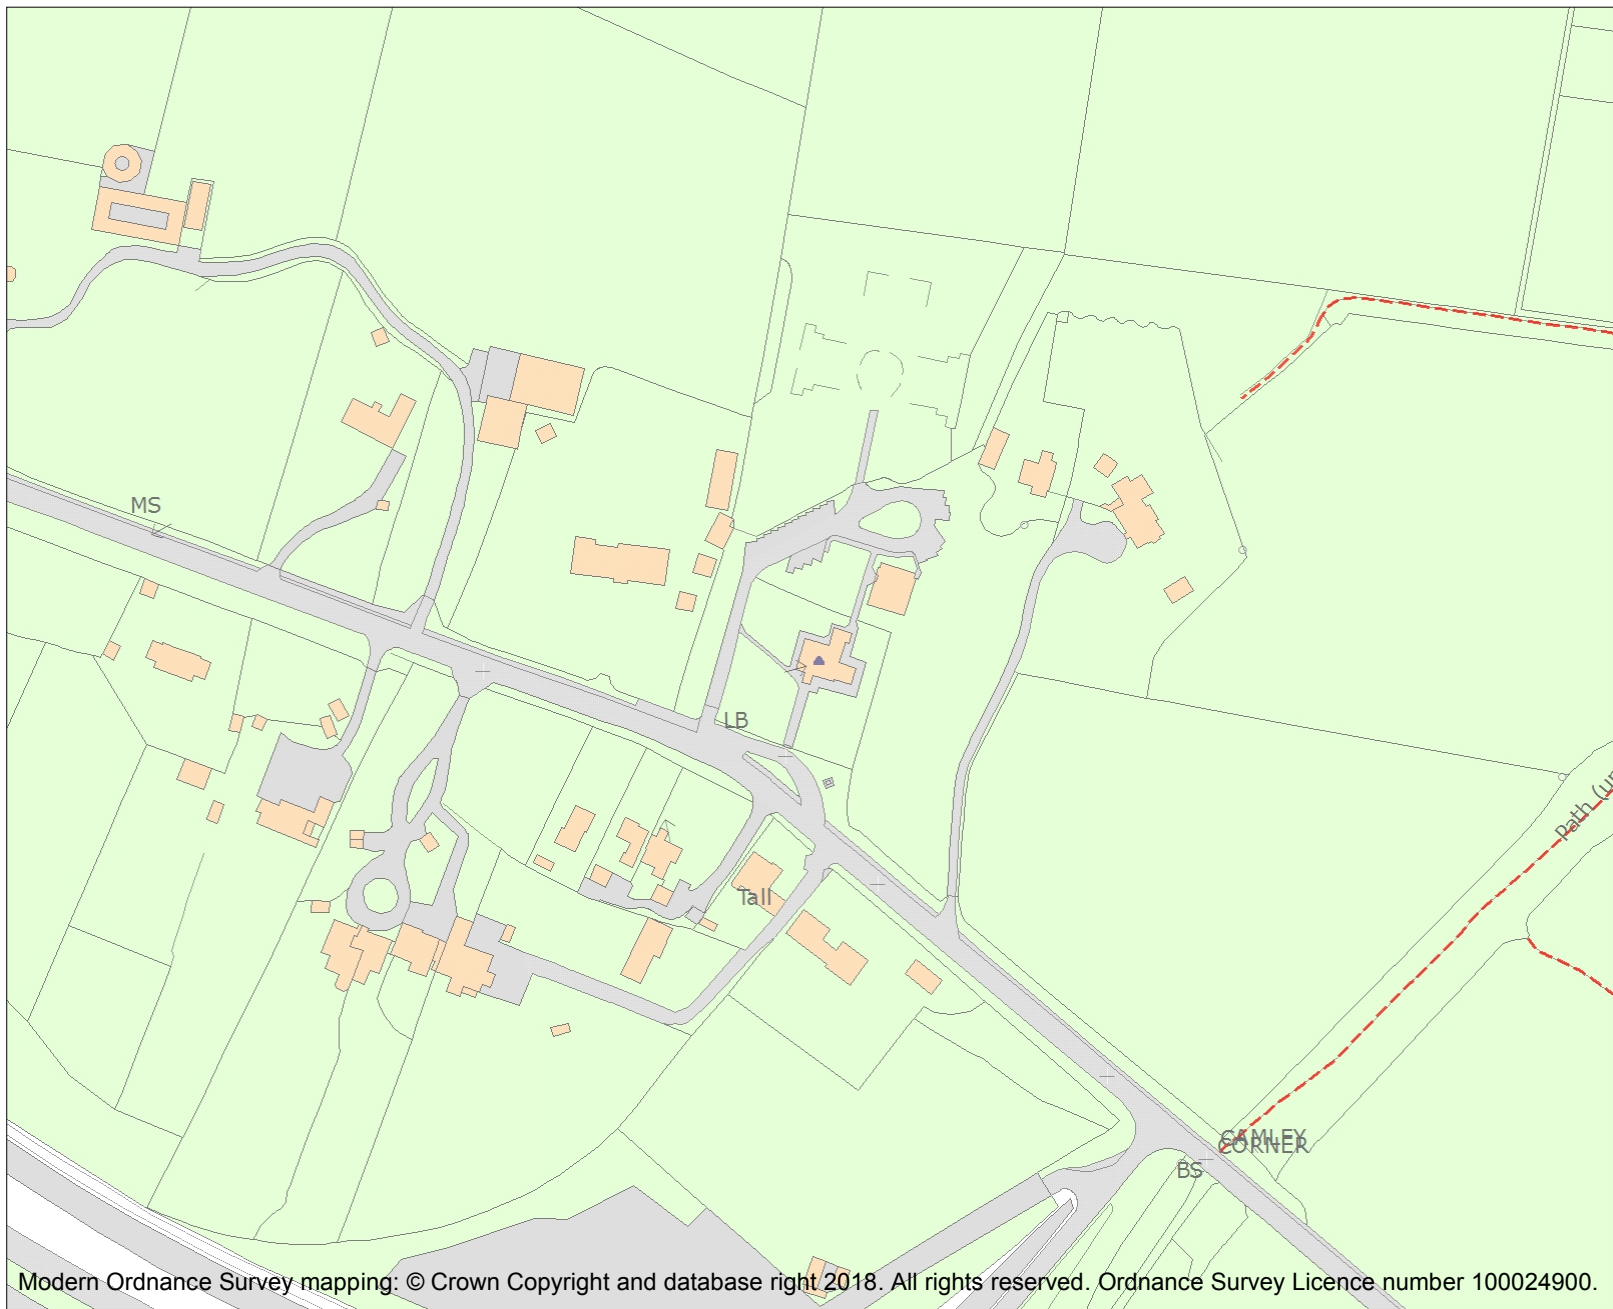 MS
LB
Tall
Path (u
CAMLEY
CORNER
BS
Modern Ordnance Survey mapping: © Crown Copyright and database right 2018. All rights reserved. Ordnance Survey Licence number 100024900.